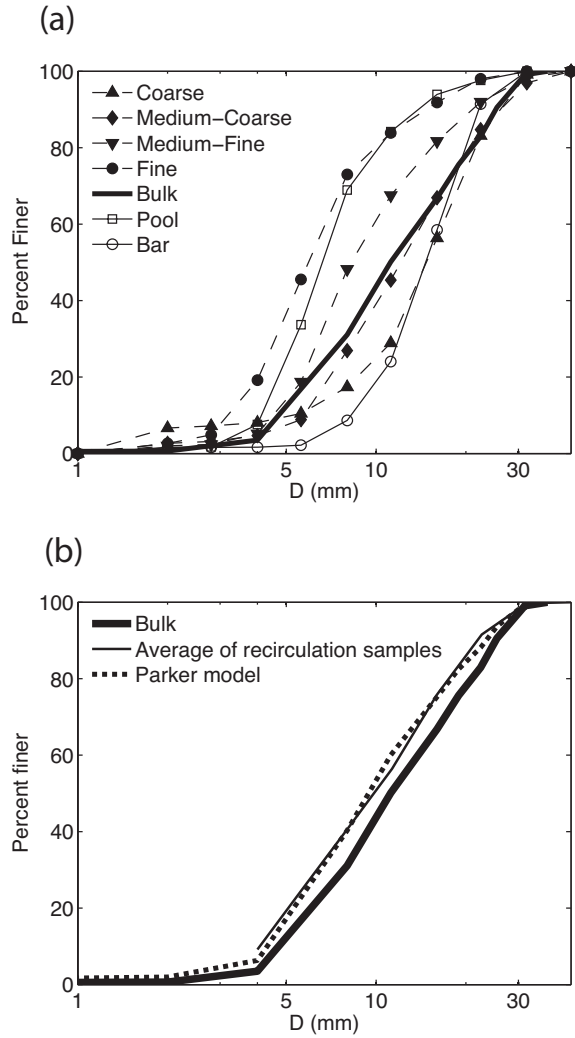 (a)
100
80
60
40
20
0
Percent Finer
Coarse
Medium-Coarse
Medium-Fine
Fine
Bulk
Pool
Bar
1
5
10
30
D (mm)
(b)
100
80
60
40
20
0
Percent finer
Bulk
Average of recirculation samples
Parker model
1
5
10
30
D (mm)